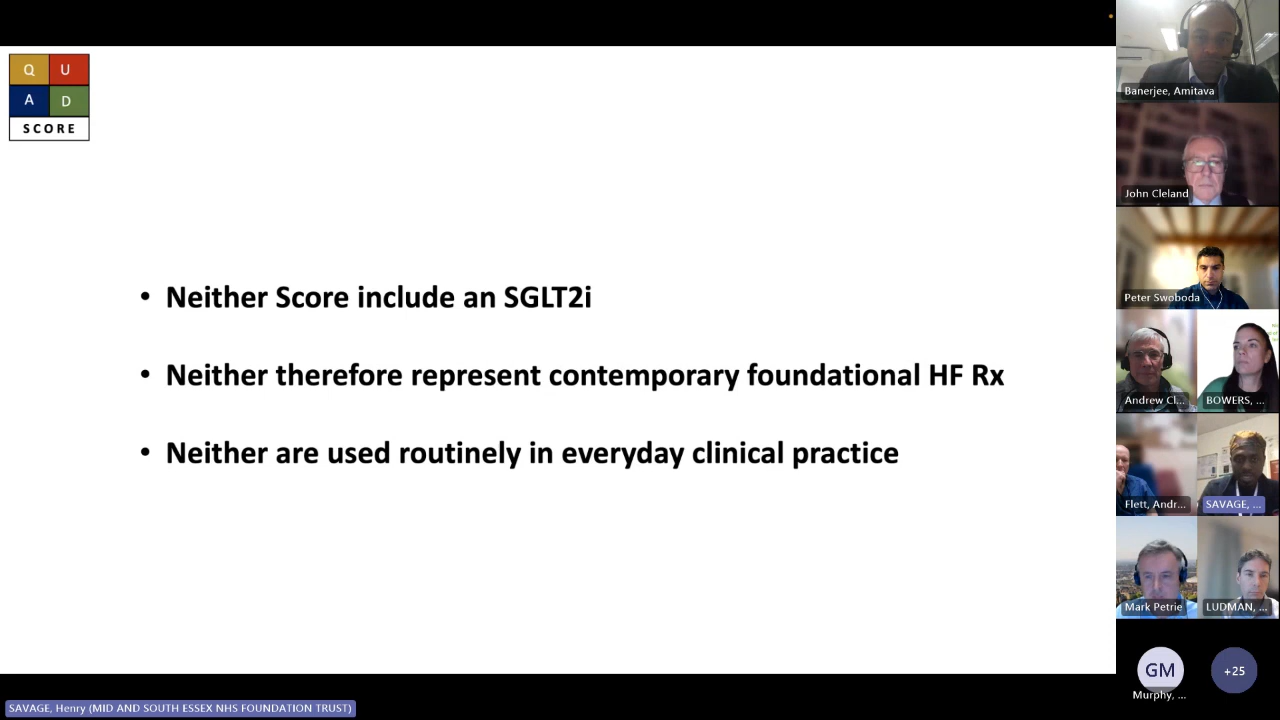 Q U
A D
SCORE
• Neither Score include an SGLT2i
• Neither therefore represent contemporary foundational HF Rx
• Neither are used routinely in everyday clinical practice
Banerjee, Amitava
John Cleland
Peter Swoboda
Andrew Cl...
BOWERS, ...
Flett, Andr...
SAVAGE, ...
Mark Petrie
LUDMAN, ...
GM
+25
Murphy, ...
SAVAGE, Henry (MID AND SOUTH ESSEX NHS FOUNDATION TRUST)